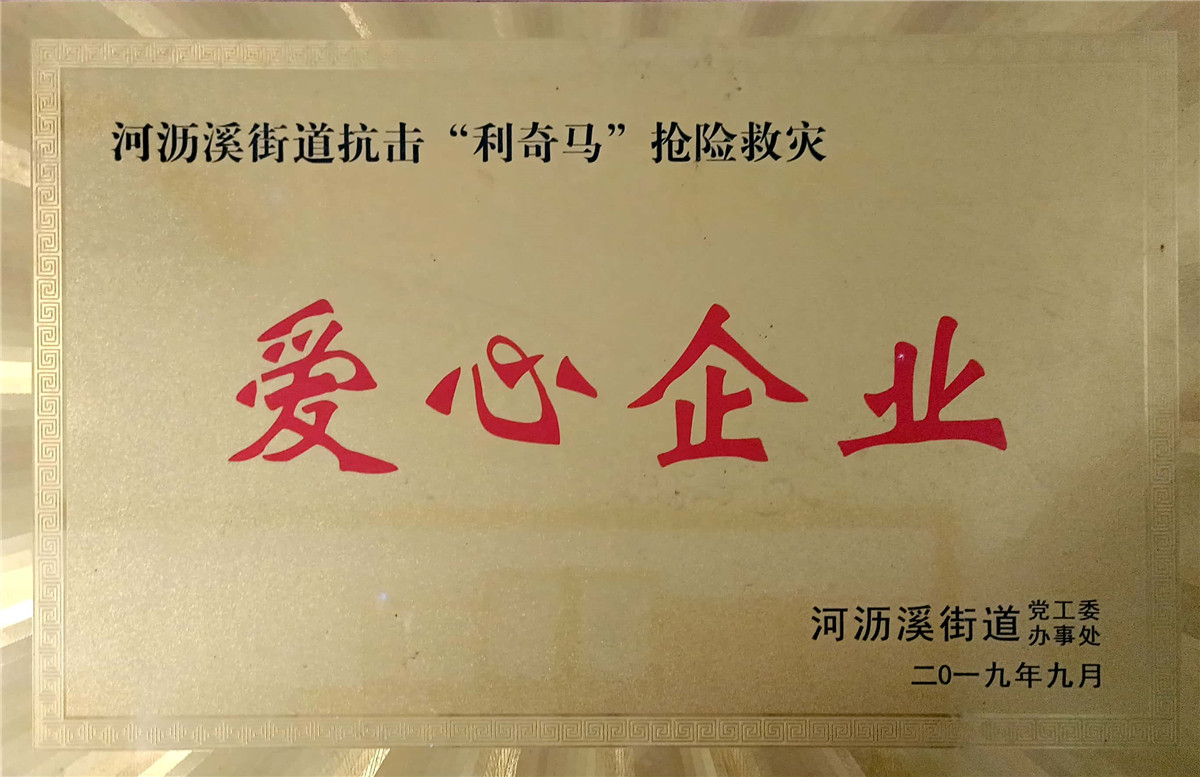 河沥溪街道抗击“利奇马”抢险救灾
爱心企业
河沥溪街道 党工委
办事处
二0一九年九月